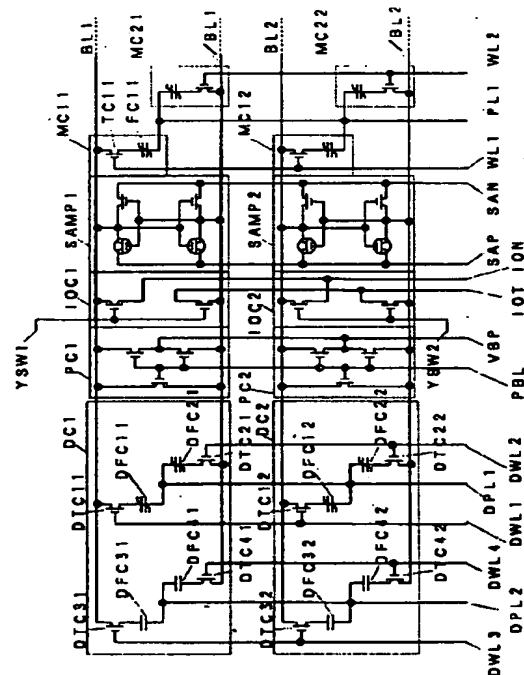 BL1
MC21
/BL1
BL2
MC22
/BL2
MC11
TC11
FC11
MC12
WL2
PL1
WL1
SAMP1
SAMP2
SAN
SAP
IOC1
IOC2
ION
IOT
YSW1
YSW2
PC1
PC2
VBP
PBL
DC1
DC2
DTC11
DFC11
DFC21
DTC21
DTC12
DFC12
DFC22
DTC22
DWL2
DPL1
DWL1
DTC31
DFC31
DFC41
DTC41
DTC32
DFC32
DFC42
DTC42
DWL4
DPL2
DWL3